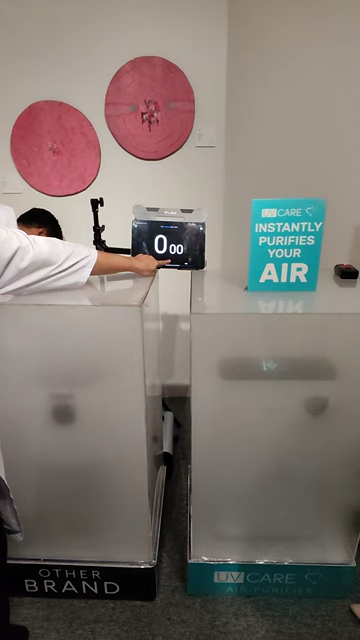 0 00
UV CARE
INSTANTLY
PURIFIES
YOUR
AIR
OTHER
BRAND
UV CARE
AIR PURIFIER